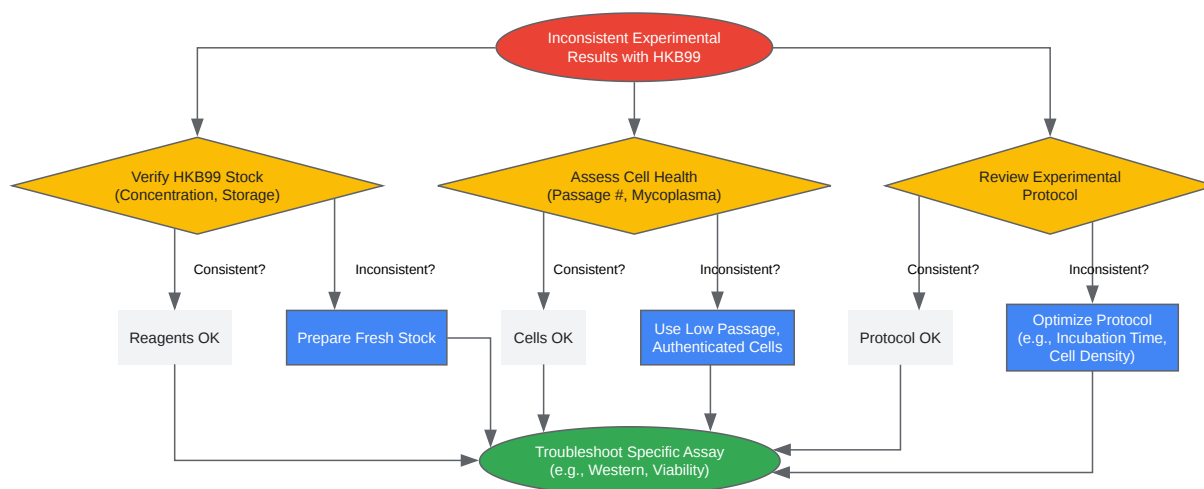 Inconsistent Experimental
Results with HKB99
Verify HKB99 Stock
(Concentration, Storage)
Assess Cell Health
(Passage #, Mycoplasma)
Review Experimental
Protocol
Consistent?
Inconsistent?
Consistent?
Inconsistent?
Consistent?
Inconsistent?
Reagents OK
Prepare Fresh Stock
Cells OK
Use Low Passage,
Authenticated Cells
Protocol OK
Optimize Protocol
(e.g., Incubation Time,
Cell Density)
Troubleshoot Specific Assay
(e.g., Western, Viability)